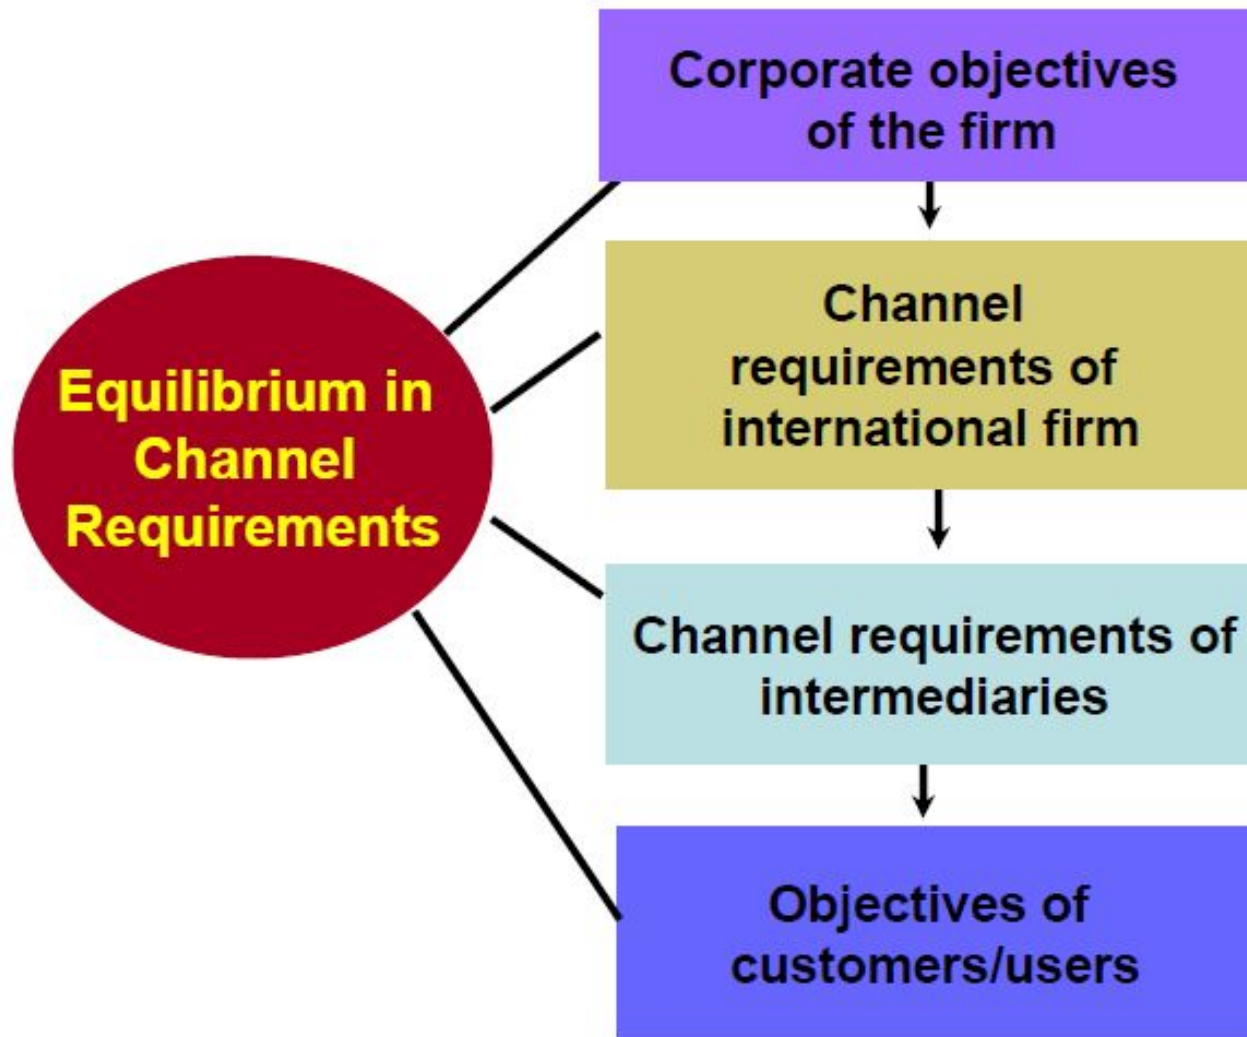 Corporate objectives
of the firm
Channel
requirements of
international firm
Equilibrium in
Channel
Requirements
Channel requirements of
intermediaries
Objectives of
customers/users